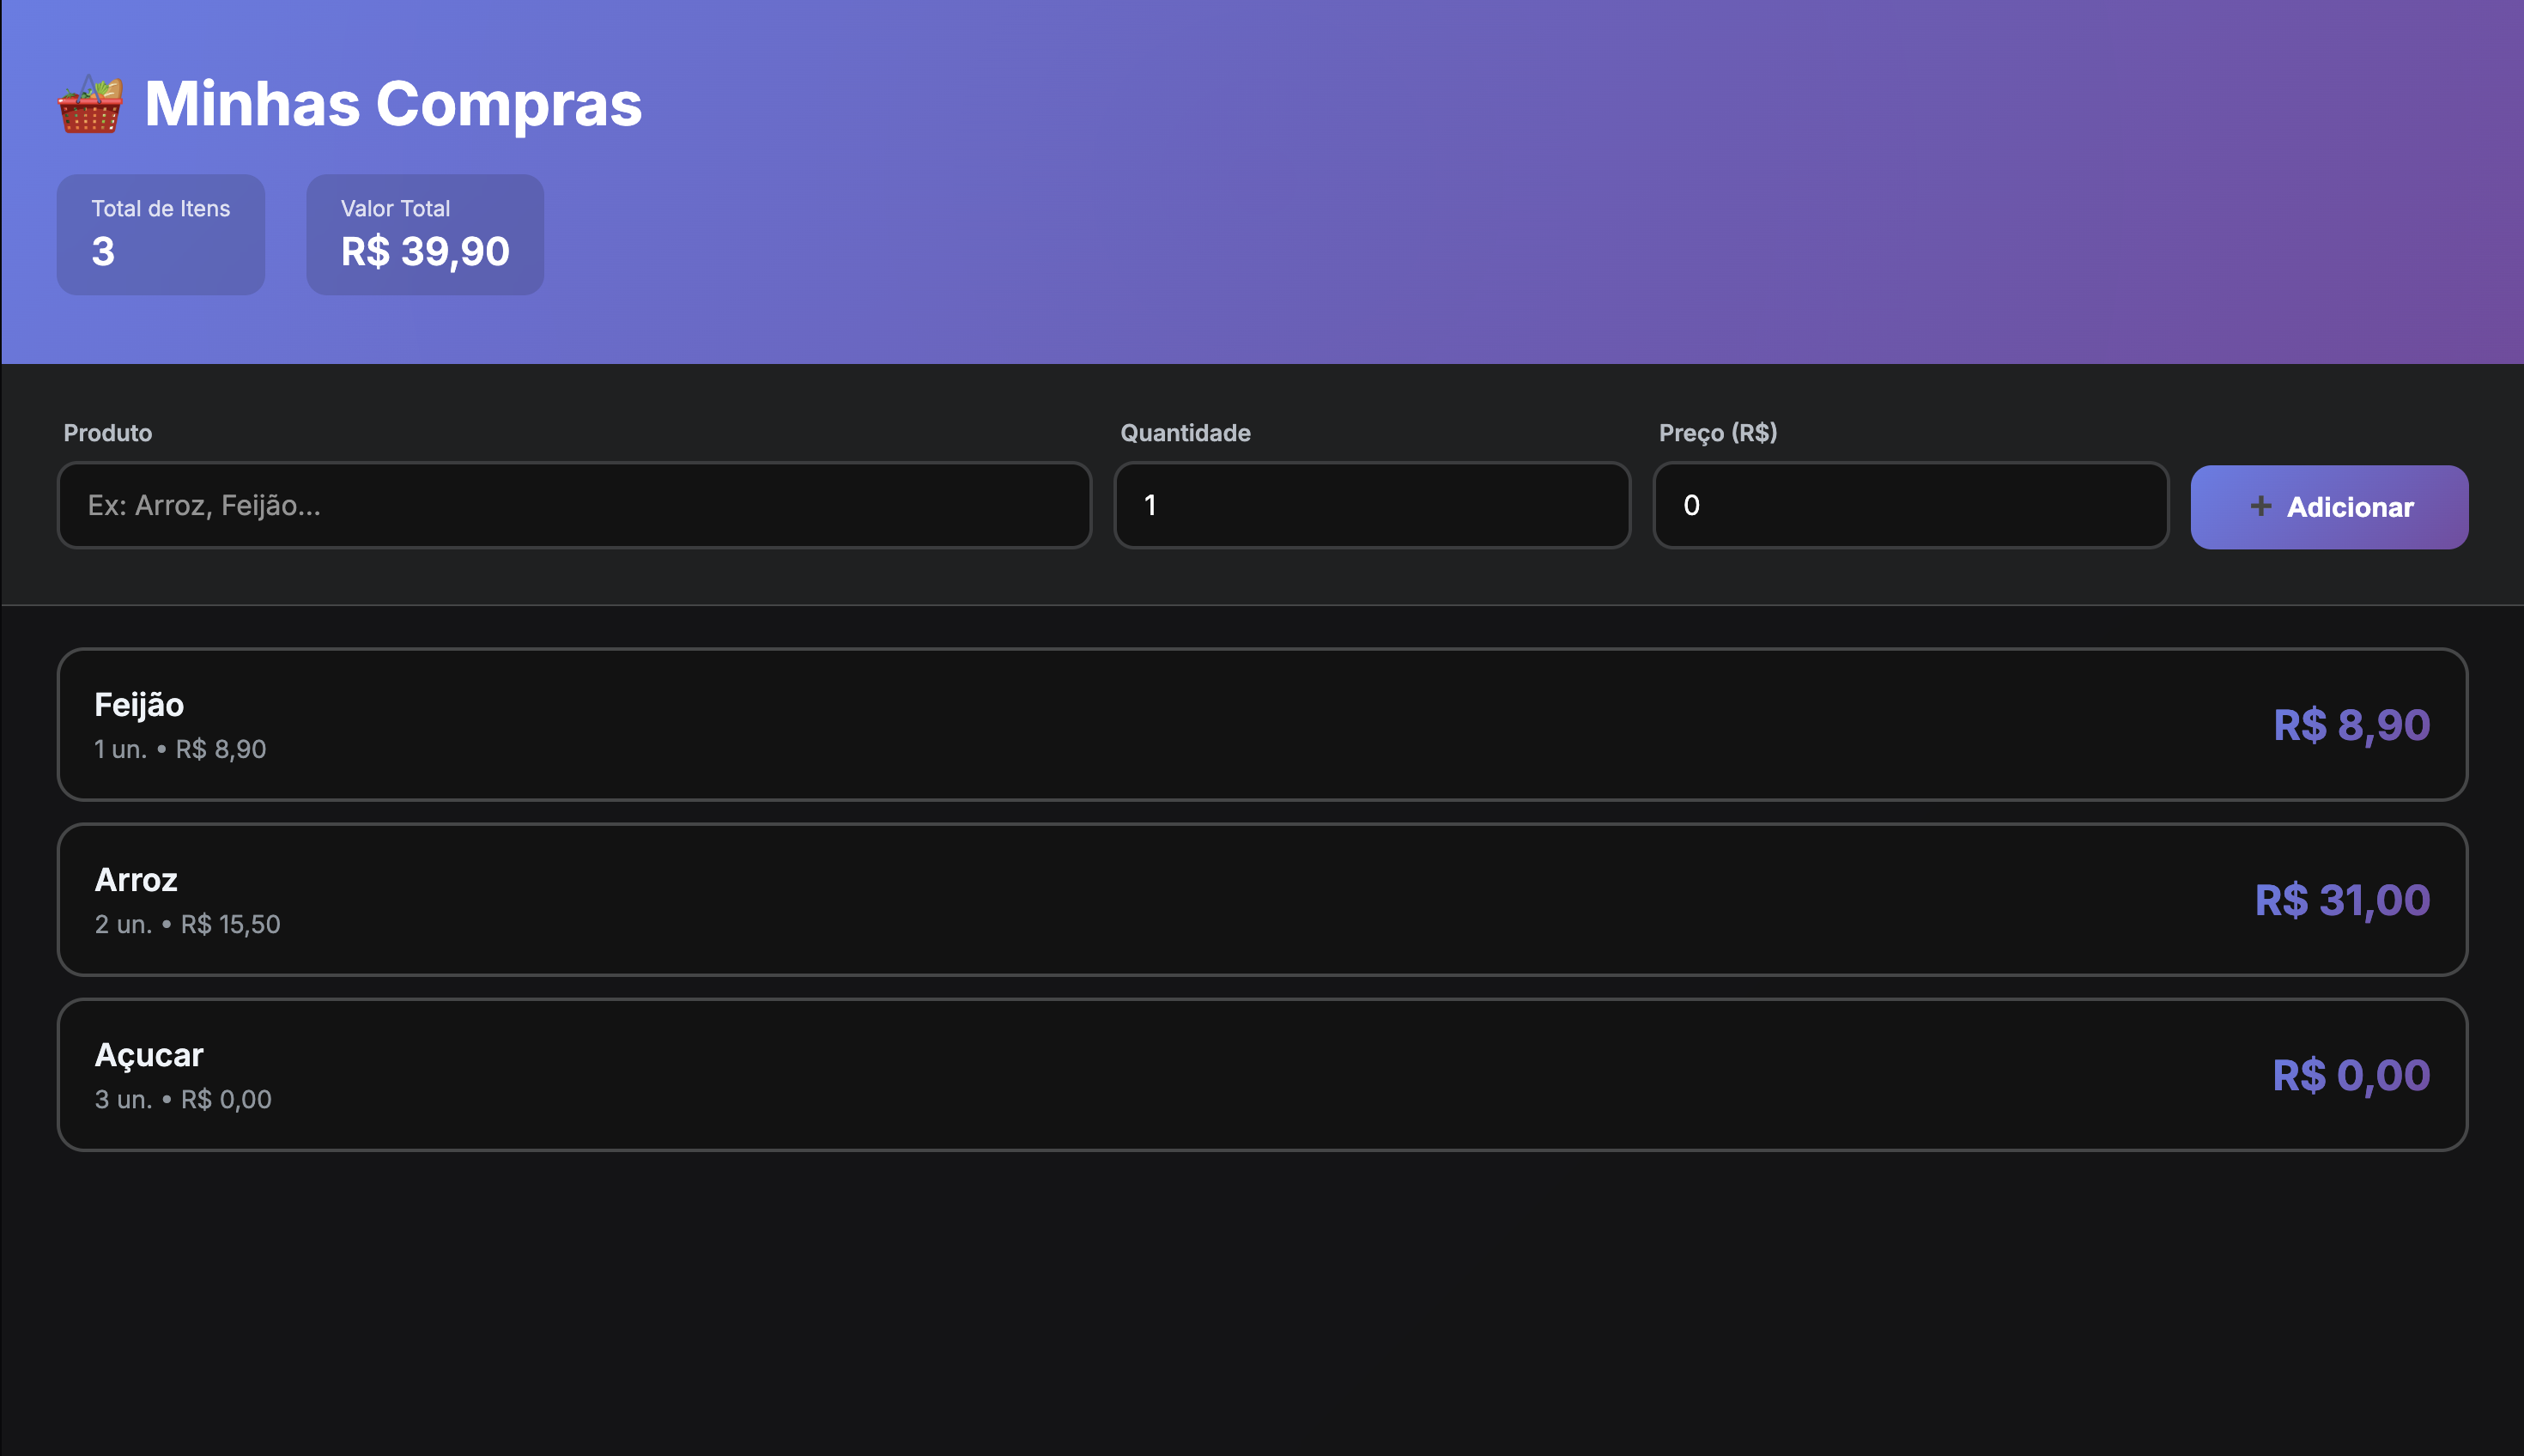 Minhas Compras
Total de Itens
3
Valor Total
R$ 39,90
Produto
Ex: Arroz, Feijão...
Quantidade
1
Preço (R$)
0
+ Adicionar
Feijão
1 un. • R$ 8,90
R$ 8,90
Arroz
2 un. • R$ 15,50
R$ 31,00
Açucar
3 un. • R$ 0,00
R$ 0,00